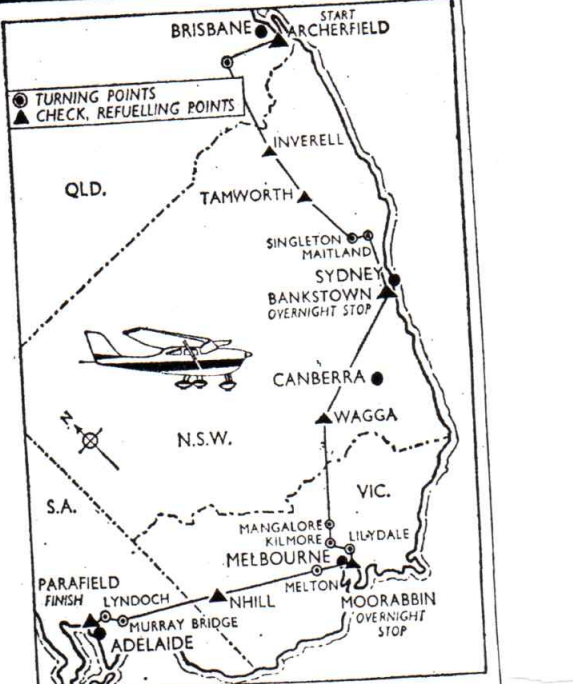 START
BRISBANE
ARCHERFIELD
TURNING POINTS
CHECK, REFUELLING POINTS
INVERELL
QLD.
TAMWORTH
SINGLETON
MAITLAND
SYDNEY
BANKSTOWN
OVERNIGHT STOP
CANBERRA
WAGGA
N
N.S.W.
VIC.
S.A.
MANGALORE
KILMORE
LILYDALE
MELBOURNE
MELTON
PARAFIELD
FINISH
LYNDOCH
NHILL
MOORABBIN
OVERNIGHT
STOP
MURRAY BRIDGE
ADELAIDE